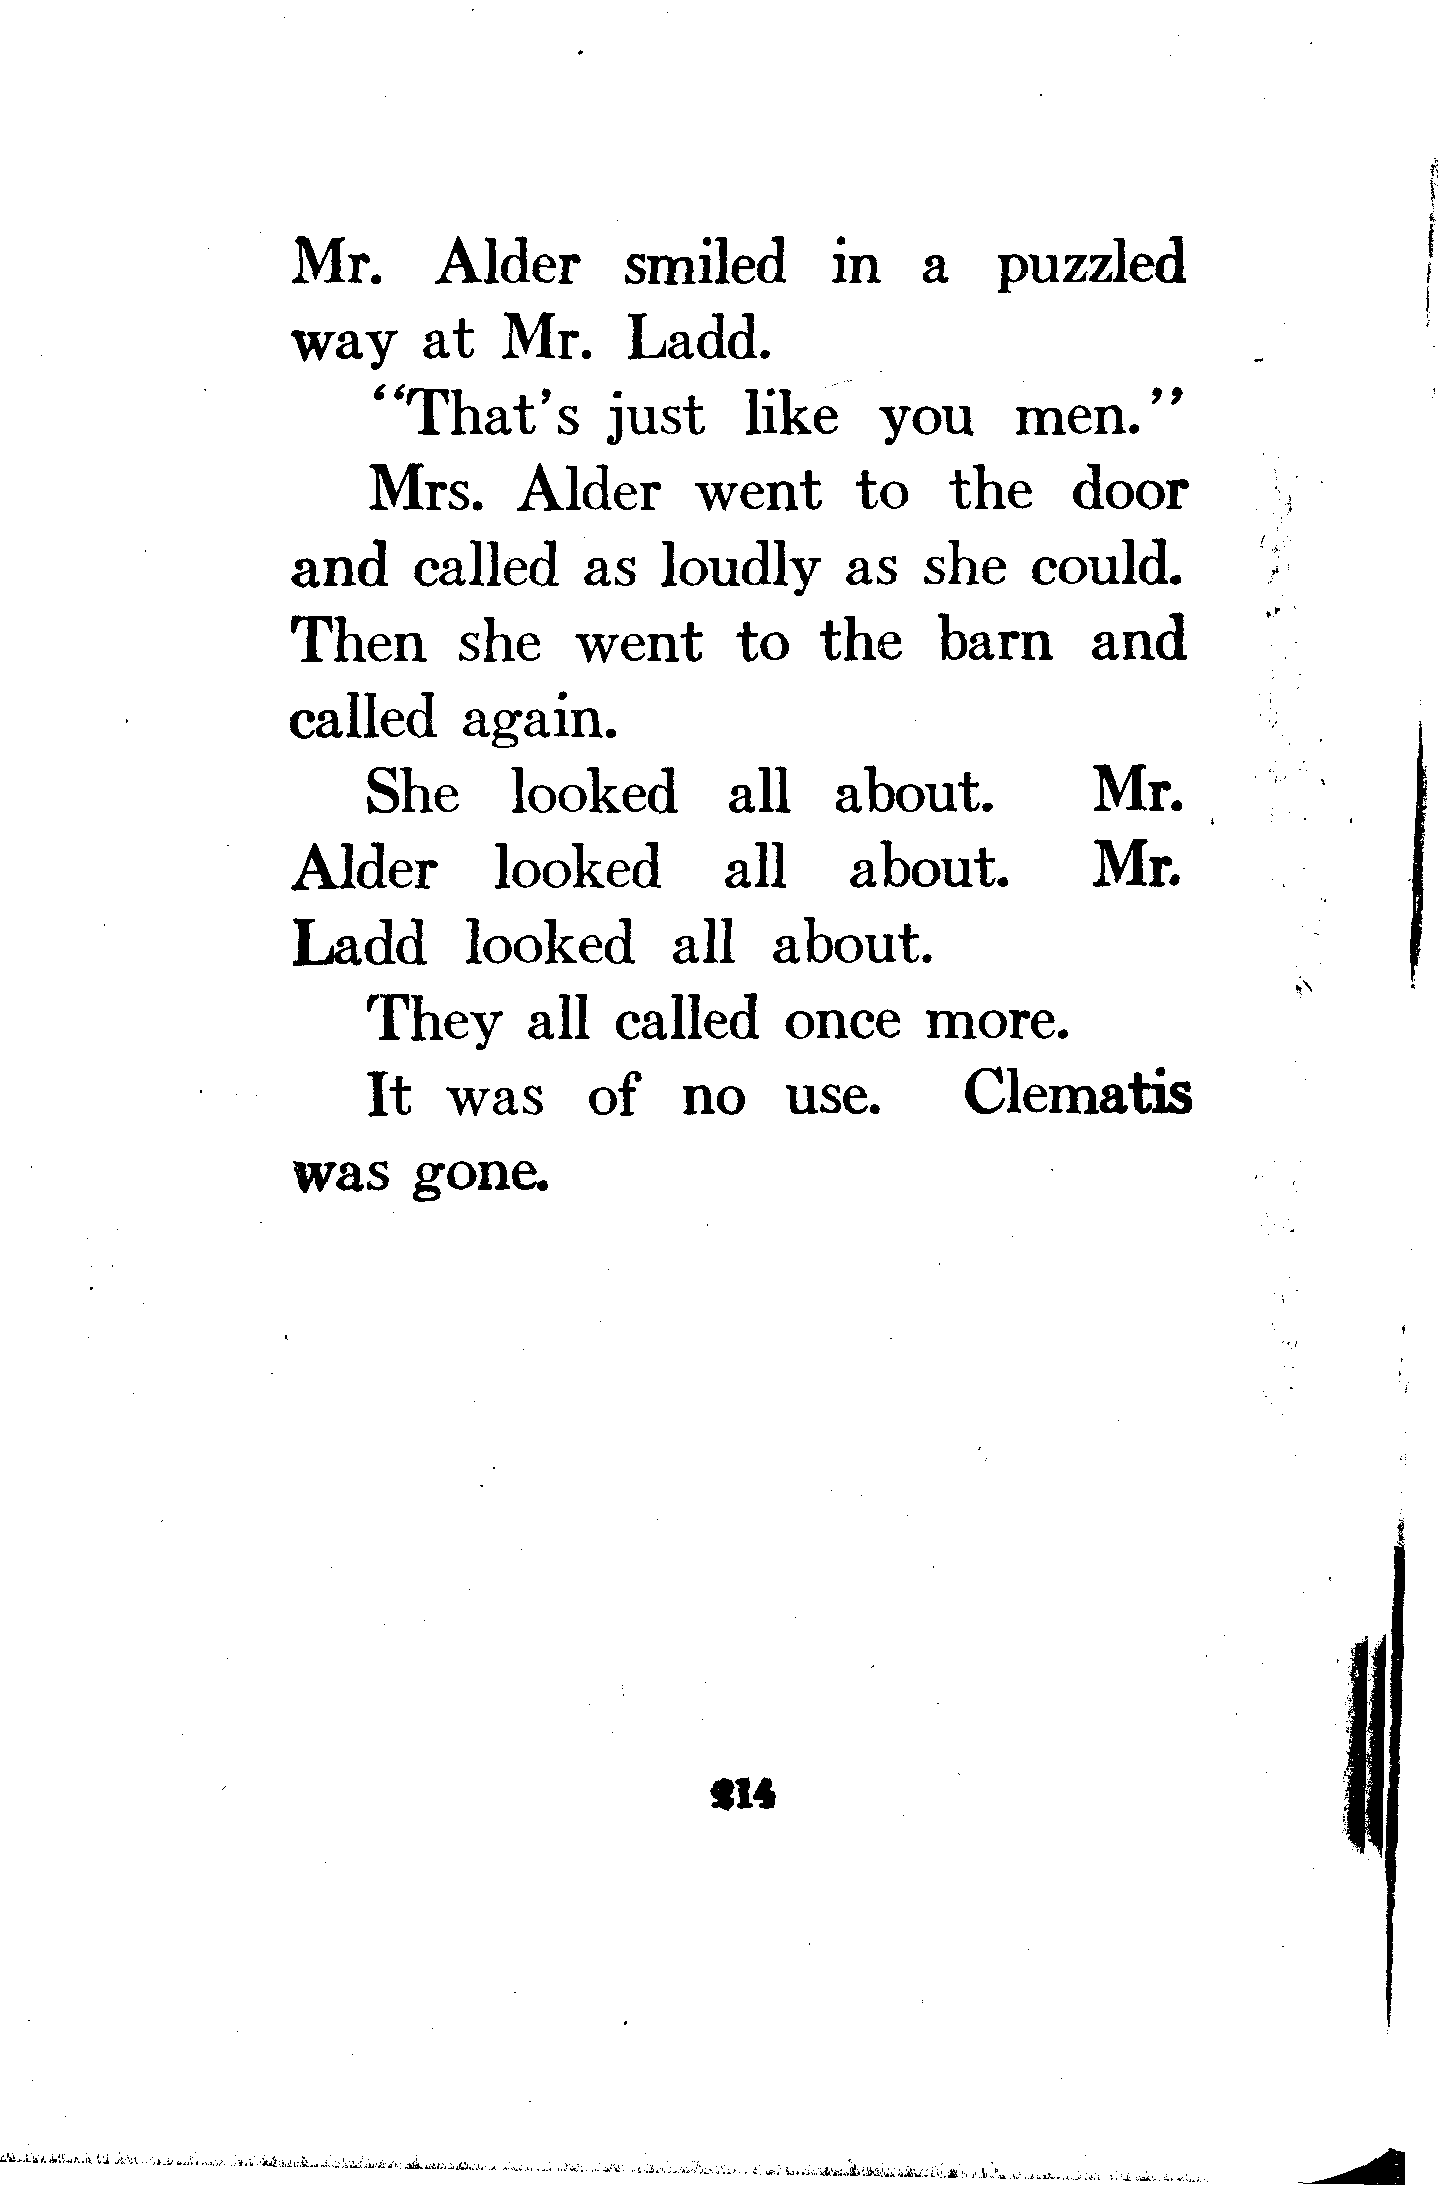 Mr. Alder smiled in a puzzled
way at Mr. Ladd.
"That's just like you men."
Mrs. Alder went to the door
and called as loudly as she could.
Then she went to the barn and
called again.
She looked all about. Mr.
Alder looked all about. Mr.
Ladd looked all about.
They all called once more.
It was of no use. Clematis
was gone.
214